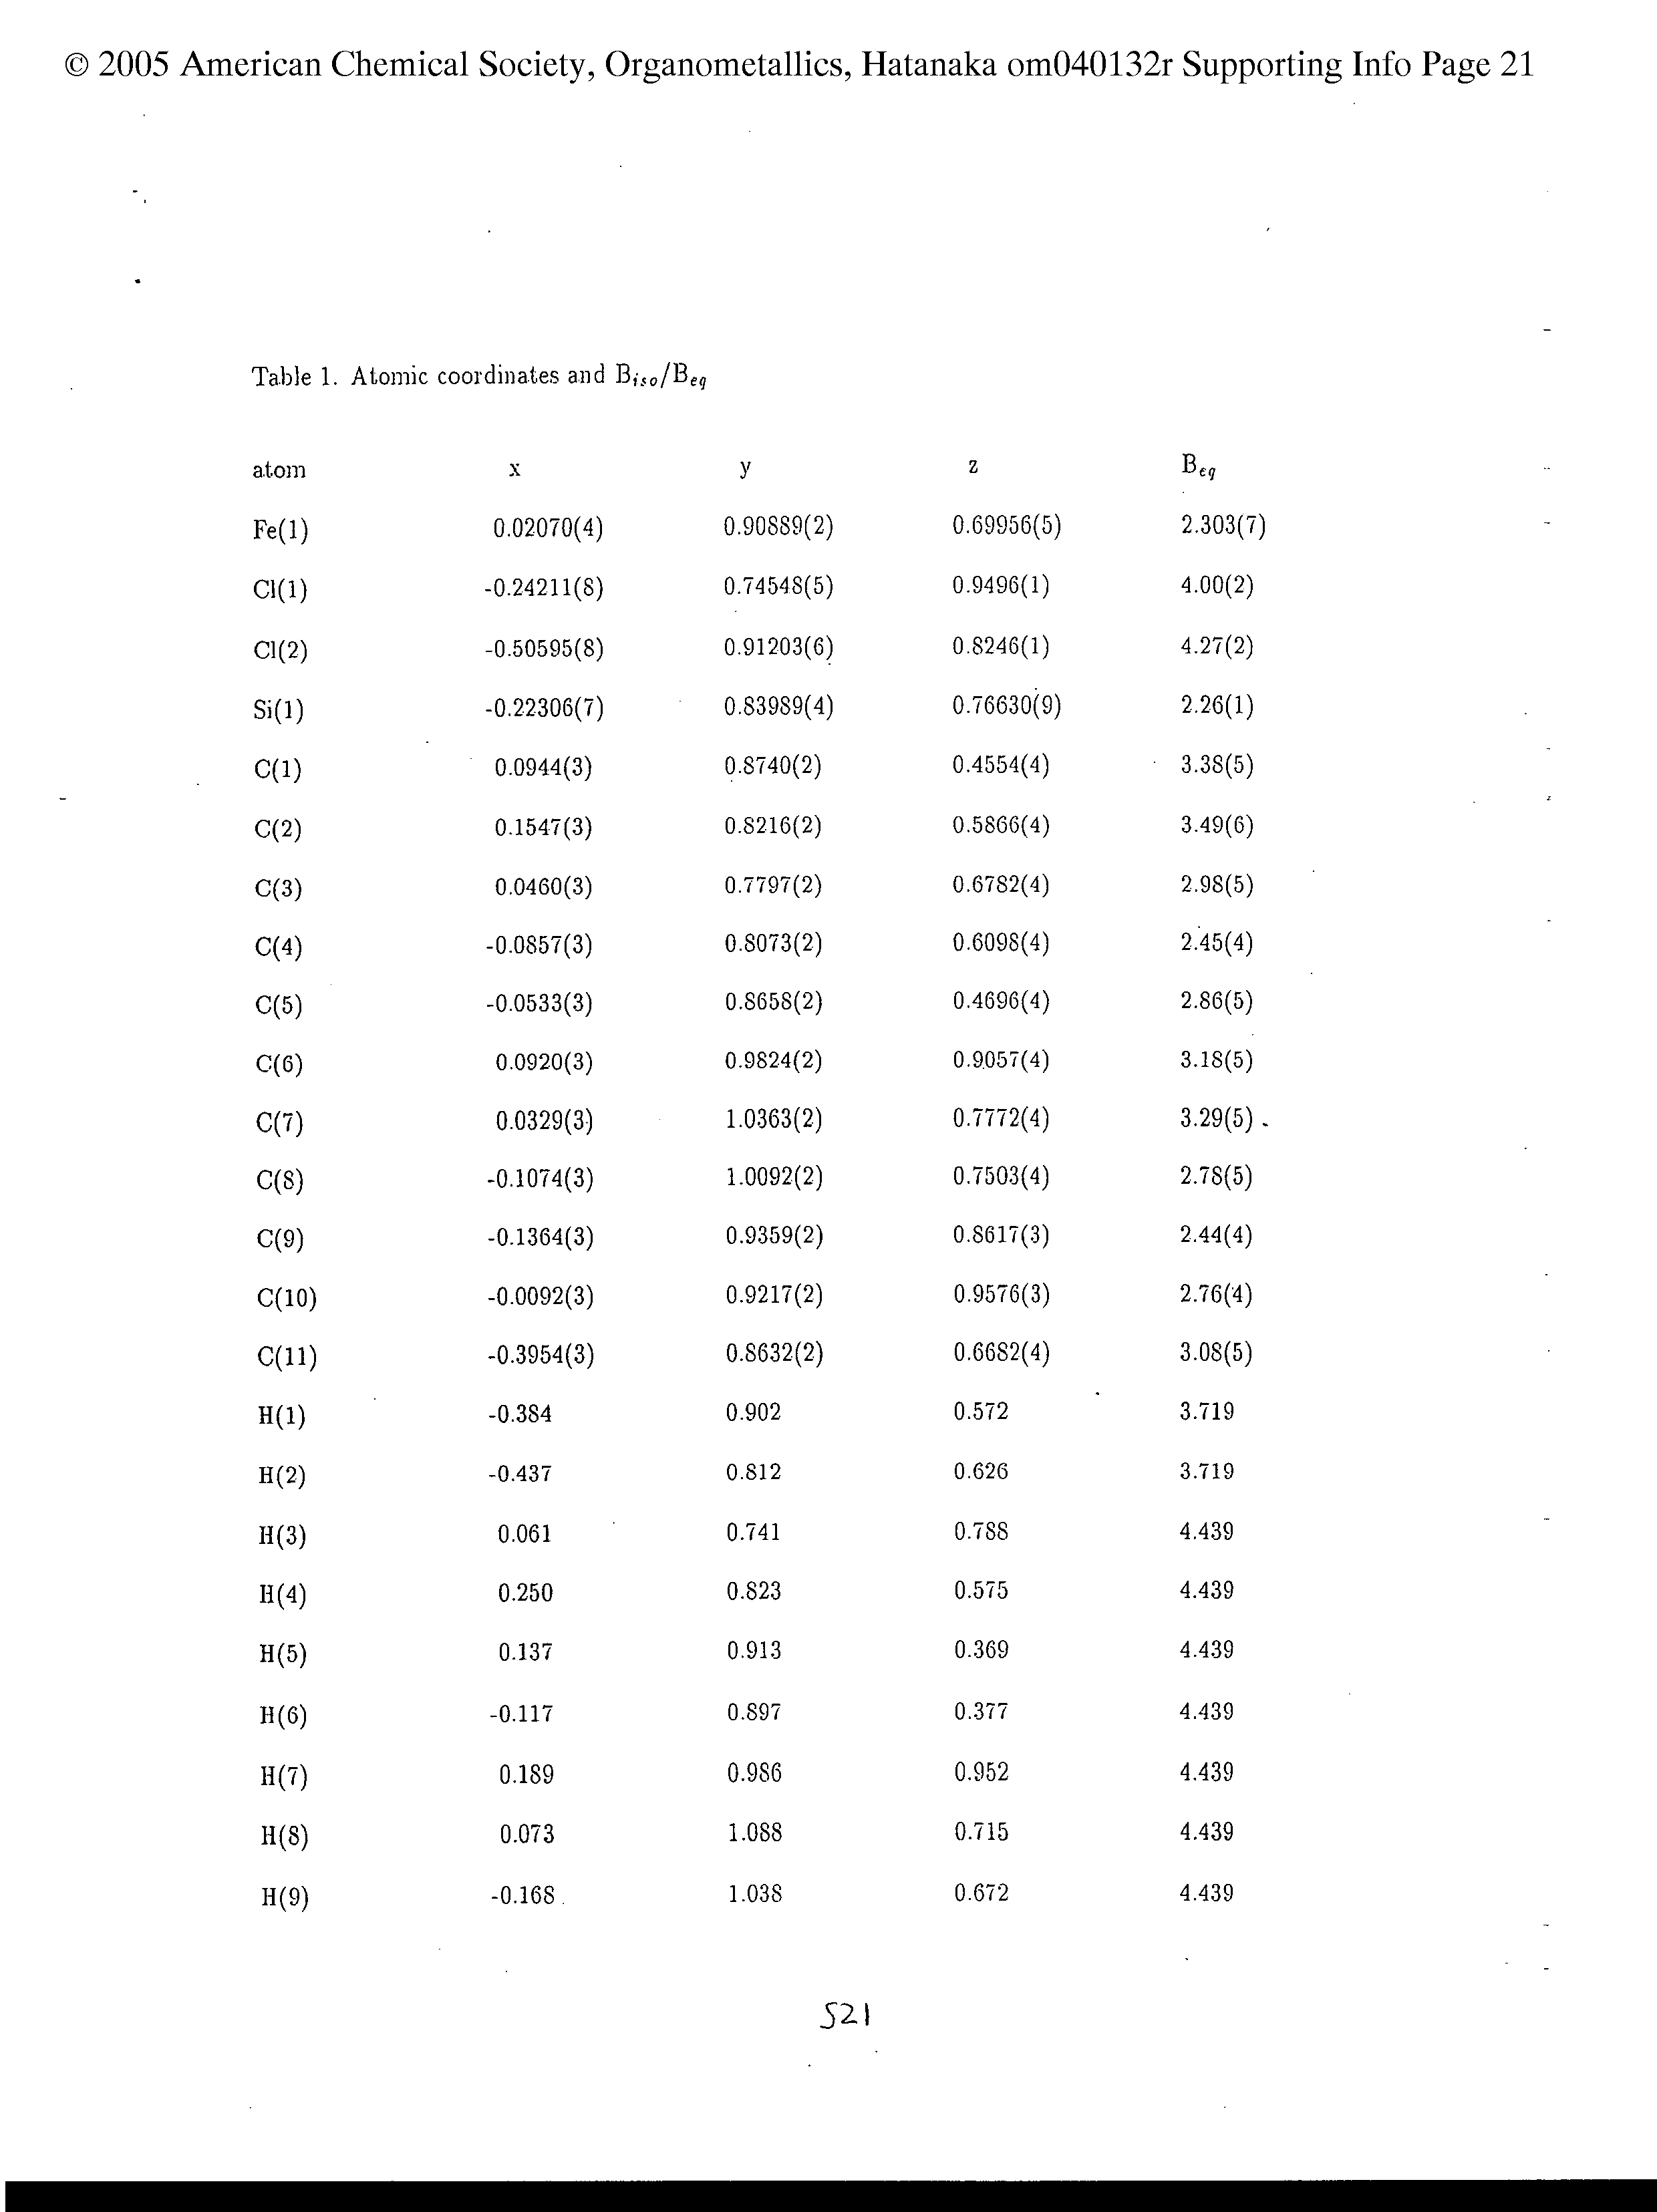 © 2005 American Chemical Society, Organometallics, Hatanaka om040132r Supporting Info Page 21
Table 1. Atomic coordinates and Biso/Beq
atom x y z Beq
Fe(1) 0.02070(4) 0.90889(2) 0.69956(5) 2.303(7)
Cl(1) -0.24211(8) 0.74548(5) 0.9496(1) 4.00(2)
Cl(2) -0.50595(8) 0.91203(6) 0.8246(1) 4.27(2)
Si(1) -0.22306(7) 0.83989(4) 0.76630(9) 2.26(1)
C(1) 0.0944(3) 0.8740(2) 0.4554(4) 3.38(5)
C(2) 0.1547(3) 0.8216(2) 0.5866(4) 3.49(6)
C(3) 0.0460(3) 0.7797(2) 0.6782(4) 2.98(5)
C(4) -0.0857(3) 0.8073(2) 0.6098(4) 2.45(4)
C(5) -0.0533(3) 0.8658(2) 0.4696(4) 2.86(5)
C(6) 0.0920(3) 0.9824(2) 0.9057(4) 3.18(5)
C(7) 0.0329(3) 1.0363(2) 0.7772(4) 3.29(5)
C(8) -0.1074(3) 1.0092(2) 0.7503(4) 2.78(5)
C(9) -0.1364(3) 0.9359(2) 0.8617(3) 2.44(4)
C(10) -0.0092(3) 0.9217(2) 0.9576(3) 2.76(4)
C(11) -0.3954(3) 0.8632(2) 0.6682(4) 3.08(5)
H(1) -0.384 0.902 0.572 3.719
H(2) -0.437 0.812 0.626 3.719
H(3) 0.061 0.741 0.788 4.439
H(4) 0.250 0.823 0.575 4.439
H(5) 0.137 0.913 0.369 4.439
H(6) -0.117 0.897 0.377 4.439
H(7) 0.189 0.986 0.952 4.439
H(8) 0.073 1.088 0.715 4.439
H(9) -0.168 1.038 0.672 4.439
S21